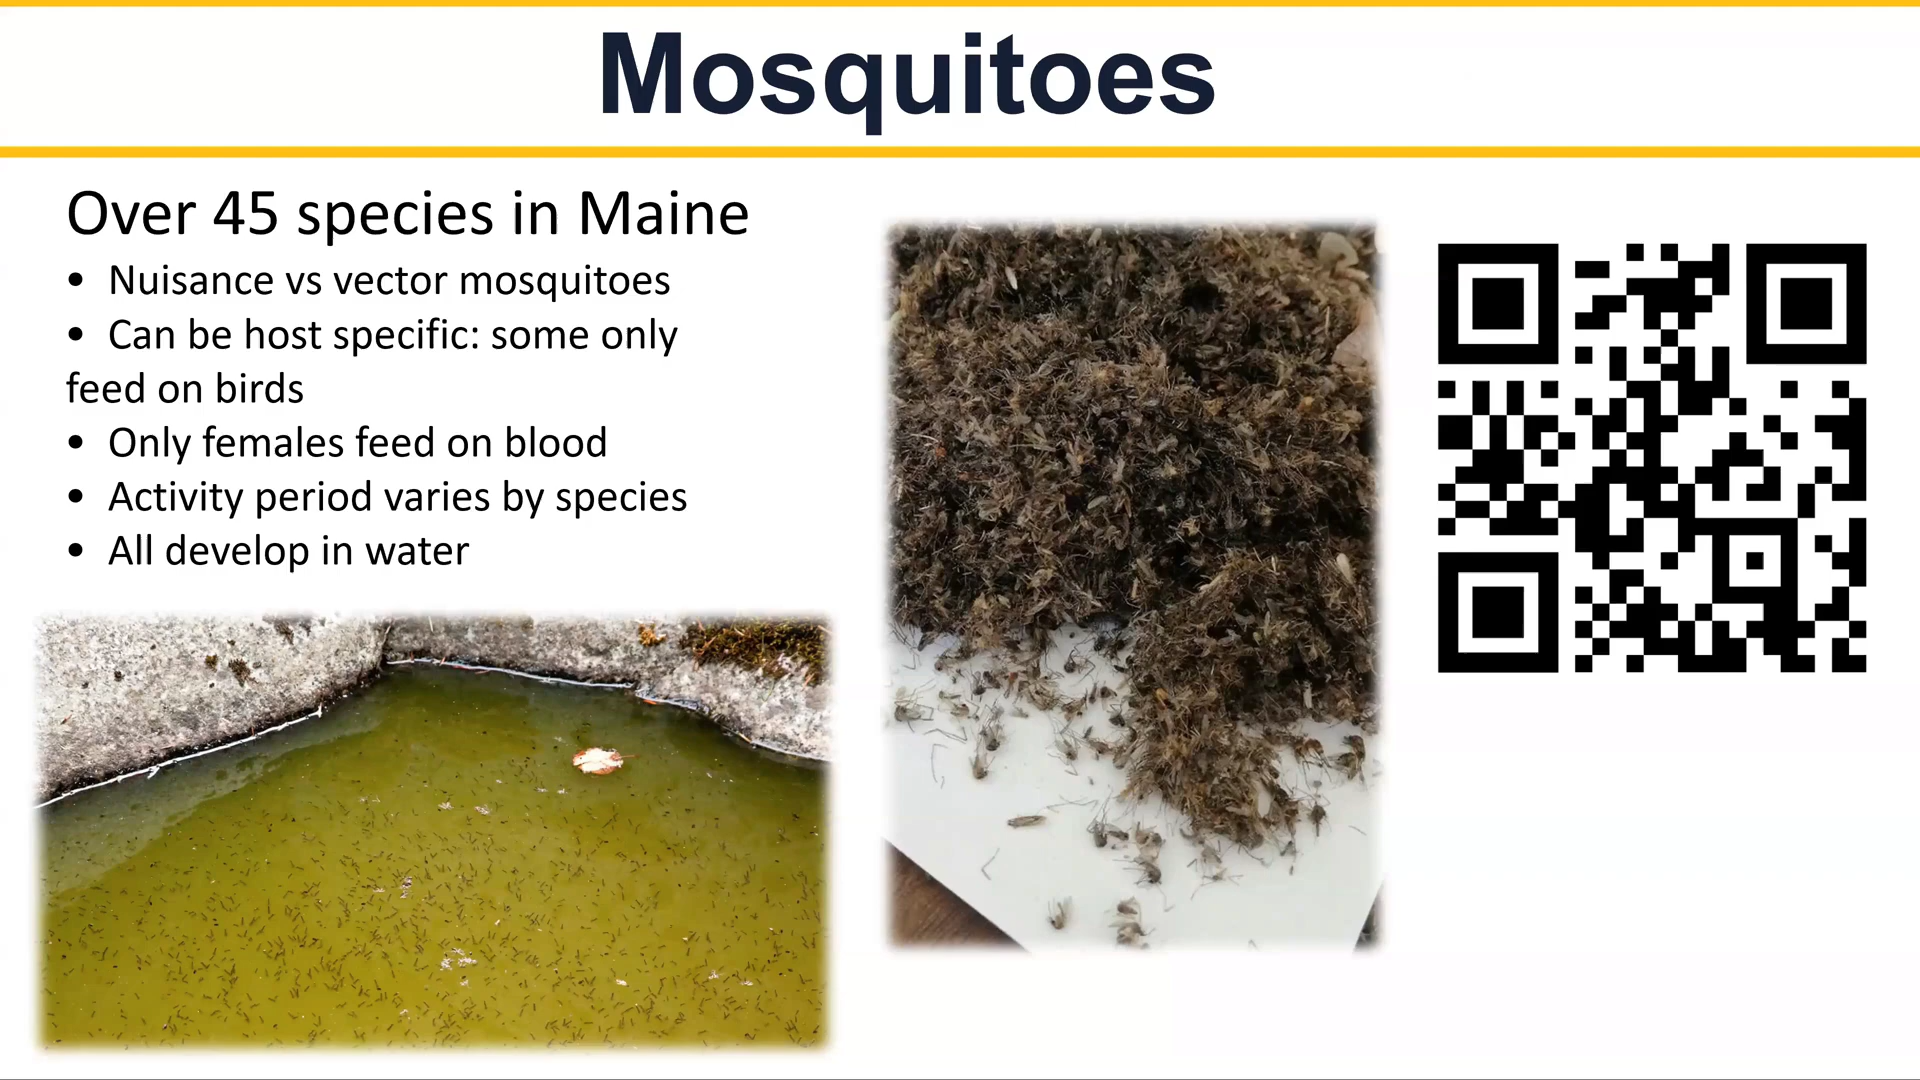 Mosquitoes
Over 45 species in Maine
• Nuisance vs vector mosquitoes
• Can be host specific: some only
feed on birds
• Only females feed on blood
• Activity period varies by species
• All develop in water